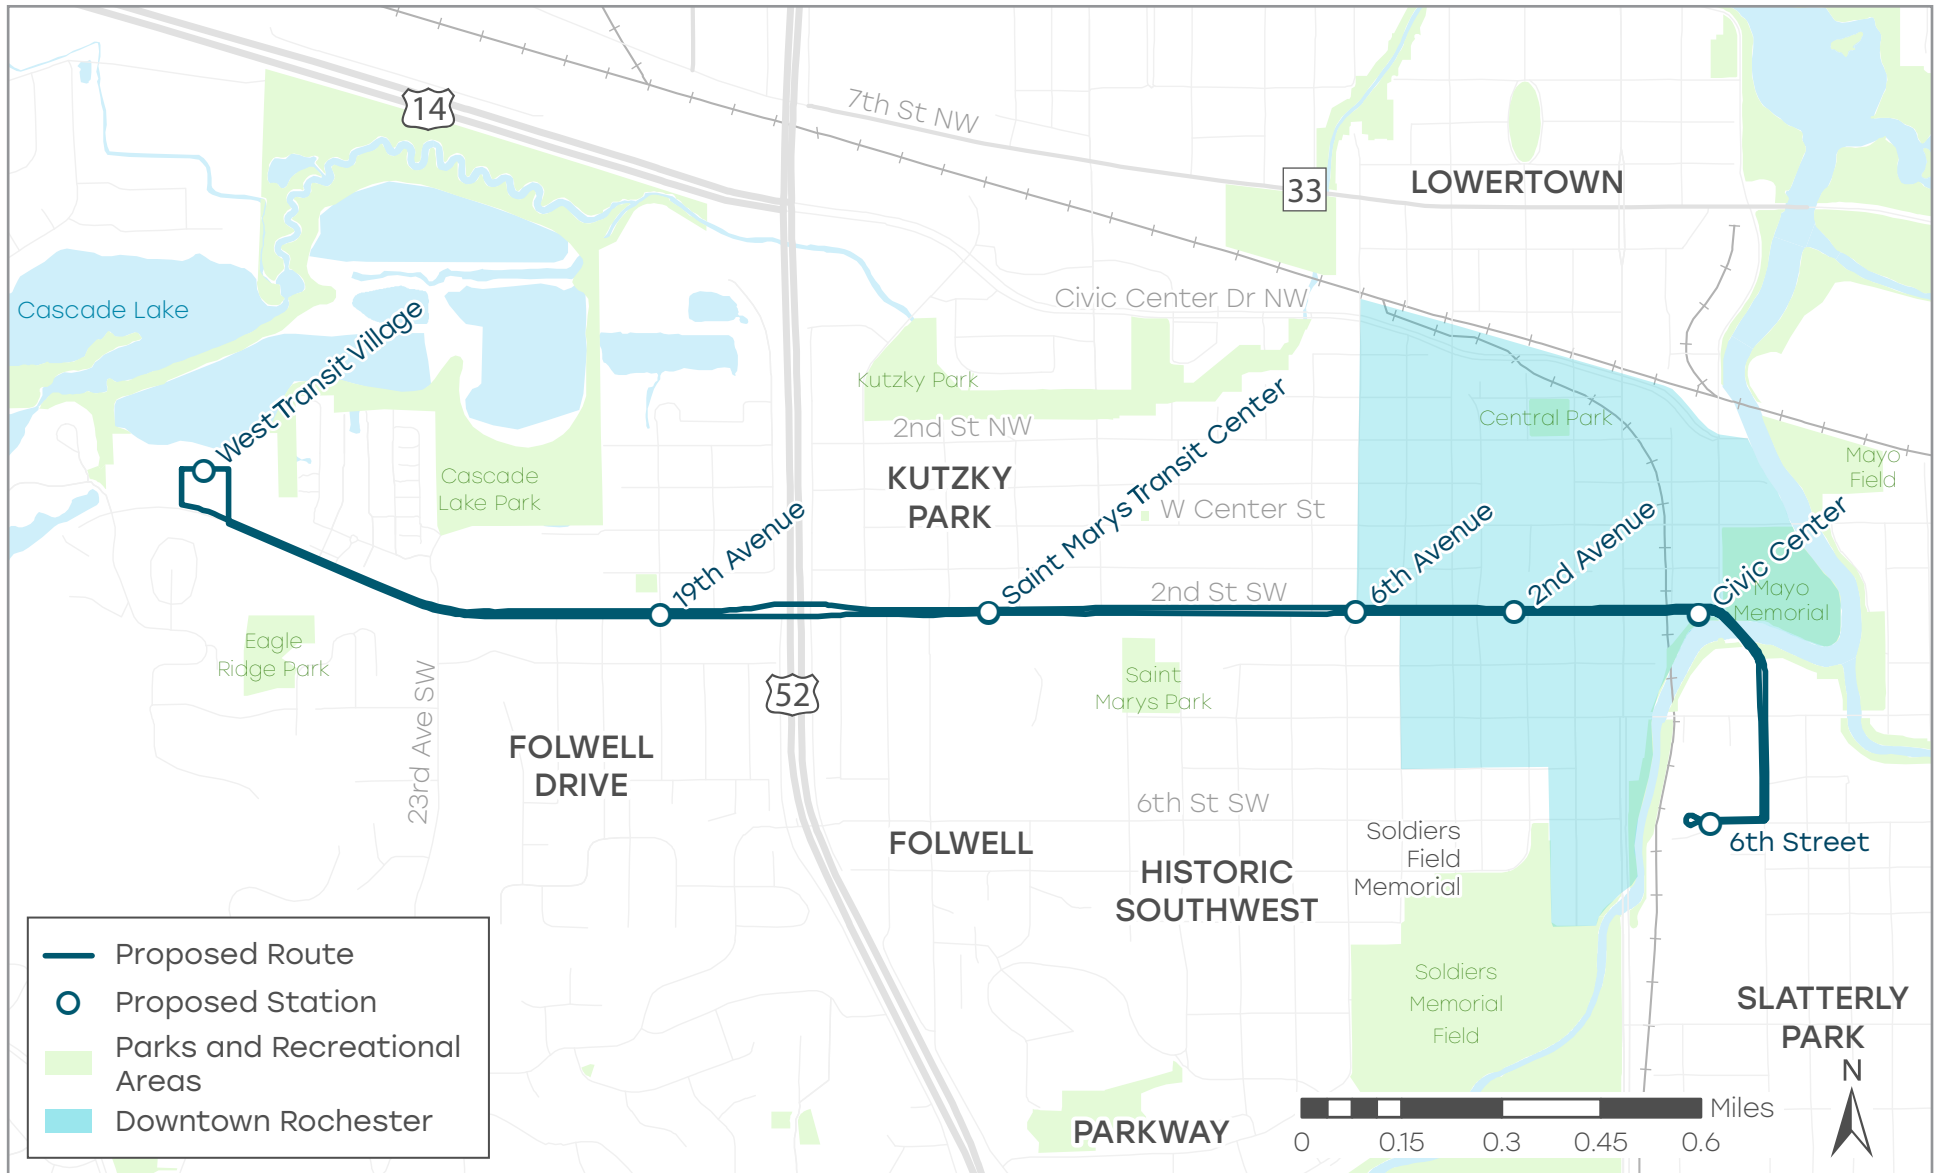 14
7th St NW
33
LOWERTOWN
Cascade Lake
West Transit Village
Civic Center Dr NW
Kutzky Park
2nd St NW
Central Park
Saint Marys Transit Center
KUTZKY
PARK
Cascade
Lake Park
Mayo
Field
W Center St
19th Avenue
6th Avenue
2nd Avenue
Civic Center
2nd St SW
Mayo
Memorial
Eagle
Ridge Park
23rd Ave SW
52
Saint
Marys Park
FOLWELL
DRIVE
6th St SW
FOLWELL
Soldiers
Field
Memorial
6th Street
HISTORIC
SOUTHWEST
Soldiers
Memorial
Field
SLATTERLY
PARK
PARKWAY
Proposed Route
Proposed Station
Parks and Recreational
Areas
Downtown Rochester
N
Miles
0 0.15 0.3 0.45 0.6